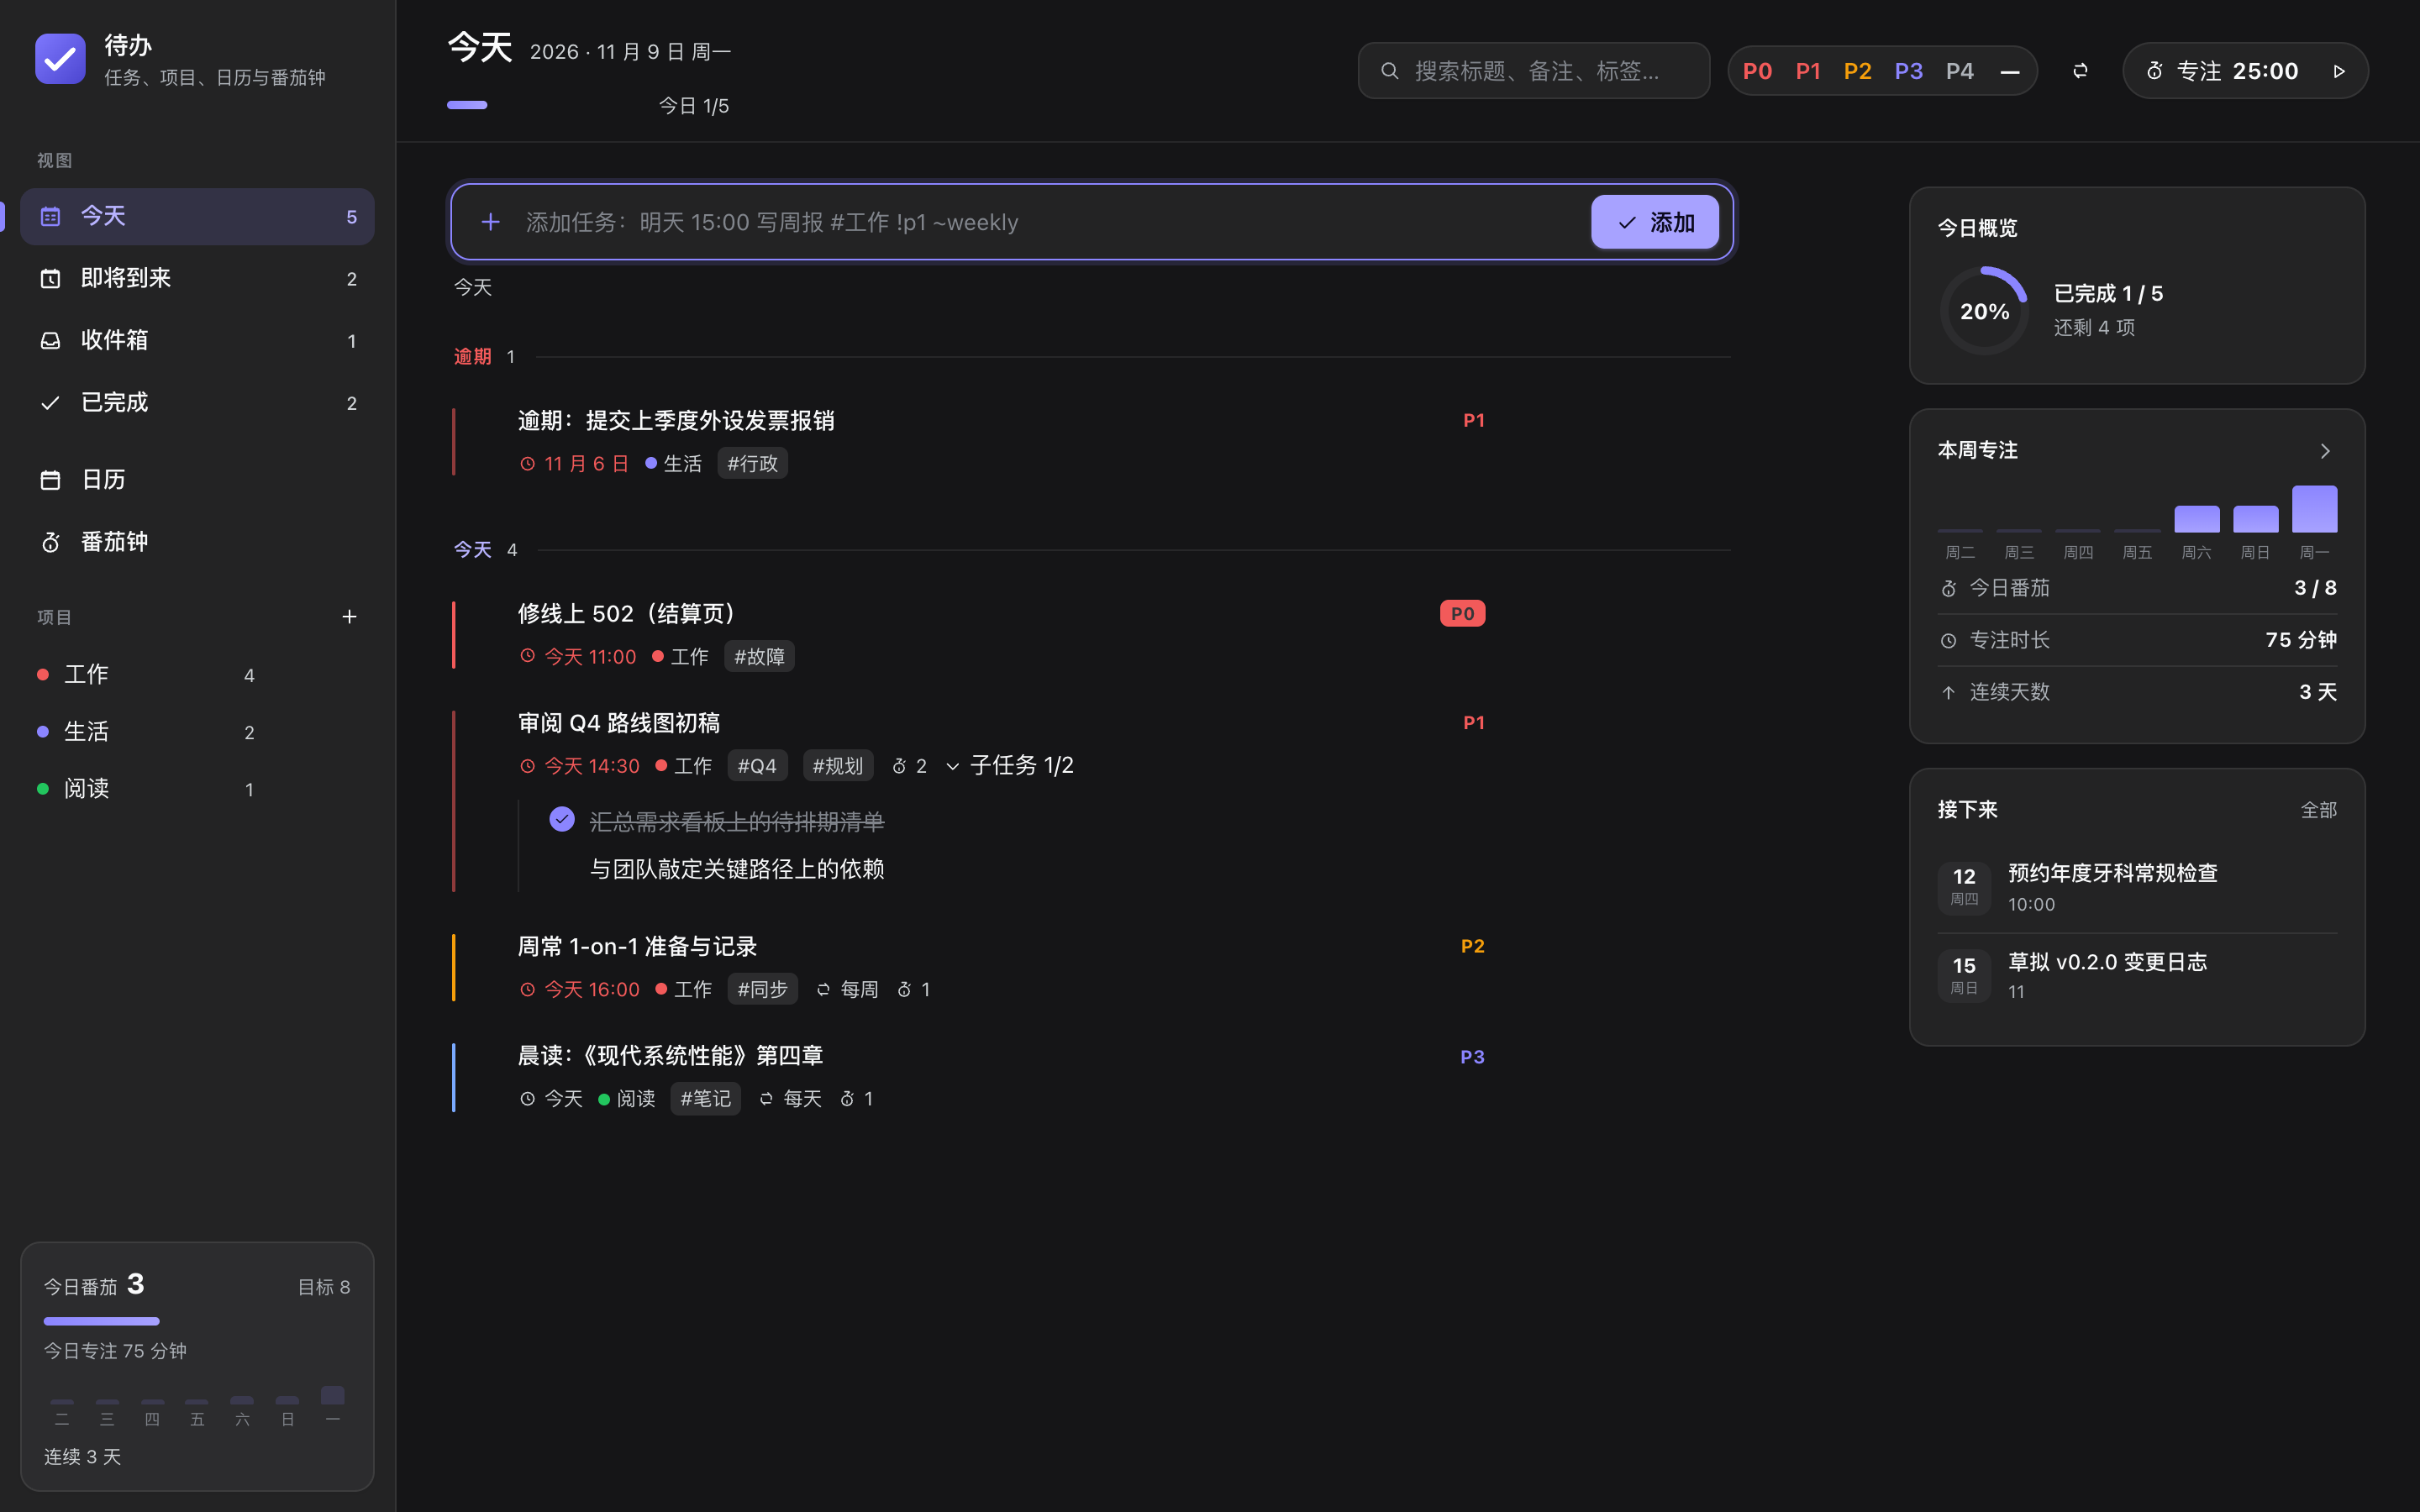 待办
任务、项目、日历与番茄钟
视图
今天 5
即将到来 2
收件箱 1
已完成 2
日历
番茄钟
项目
工作 4
生活 2
阅读 1
今日番茄 3 目标 8
今日专注 75 分钟
二 三 四 五 六 日 一
连续 3 天
今天 2026 · 11 月 9 日 周一
今日 1/5
搜索标题、备注、标签...
P0 P1 P2 P3 P4 —
专注 25:00
添加任务：明天 15:00 写周报 #工作 !p1 ~weekly
添加
今天
逾期 1
逾期：提交上季度外设发票报销 P1
11 月 6 日 生活 #行政
今天 4
修线上 502（结算页） P0
今天 11:00 工作 #故障
审阅 Q4 路线图初稿 P1
今天 14:30 工作 #Q4 #规划 2 子任务 1/2
汇总需求看板上的待排期清单
与团队敲定关键路径上的依赖
周常 1-on-1 准备与记录 P2
今天 16:00 工作 #同步 每周 1
晨读：《现代系统性能》第四章 P3
今天 阅读 #笔记 每天 1
今日概览
20%
已完成 1 / 5
还剩 4 项
本周专注
周二 周三 周四 周五 周六 周日 周一
今日番茄 3 / 8
专注时长 75 分钟
连续天数 3 天
接下来 全部
12 周四
预约年度牙科常规检查
10:00
15 周日
草拟 v0.2.0 变更日志
11